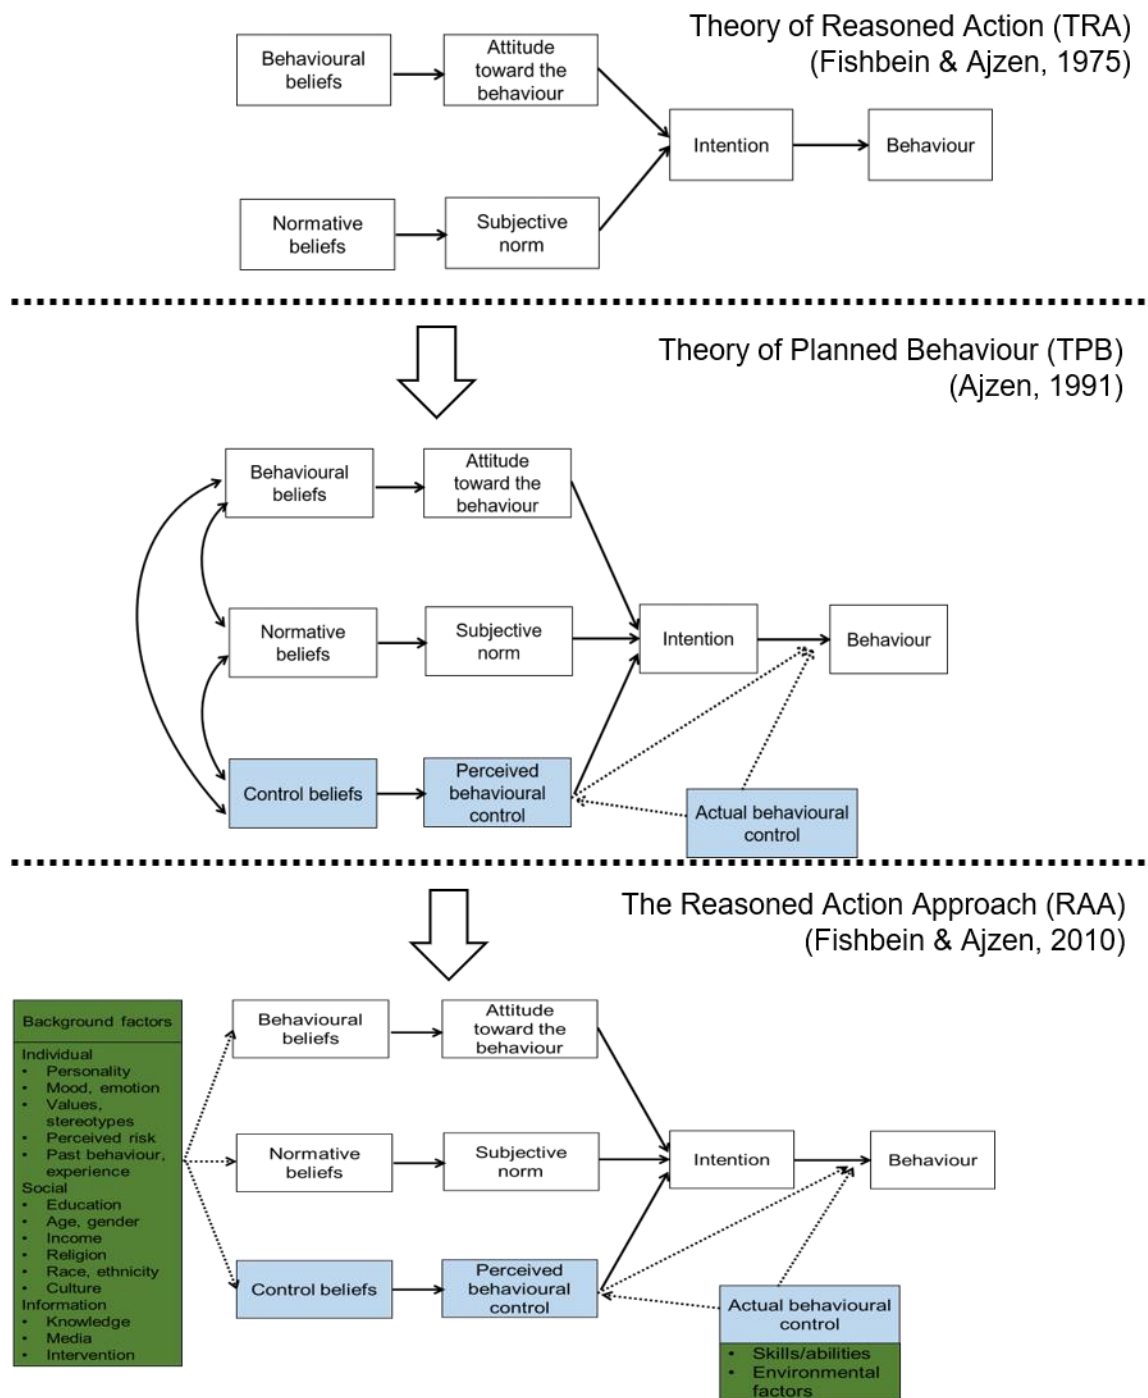 Theory of Reasoned Action (TRA)
(Fishbein & Ajzen, 1975)
Behavioural
beliefs
Attitude
toward the
behaviour
Intention
Behaviour
Normative
beliefs
Subjective
norm
Theory of Planned Behaviour (TPB)
(Ajzen, 1991)
Behavioural
beliefs
Attitude
toward the
behaviour
Normative
beliefs
Subjective
norm
Intention
Behaviour
Control beliefs
Perceived
behavioural
control
Actual behavioural
control
The Reasoned Action Approach (RAA)
(Fishbein & Ajzen, 2010)
Background factors
Individual
• Personality
• Mood, emotion
• Values,
stereotypes
• Perceived risk
• Past behaviour,
experience
Social
• Education
• Age, gender
• Income
• Religion
• Race, ethnicity
• Culture
Information
• Knowledge
• Media
• Intervention
Behavioural
beliefs
Attitude
toward the
behaviour
Normative
beliefs
Subjective
norm
Intention
Behaviour
Control beliefs
Perceived
behavioural
control
Actual behavioural
control
• Skills/abilities
• Environmental
factors